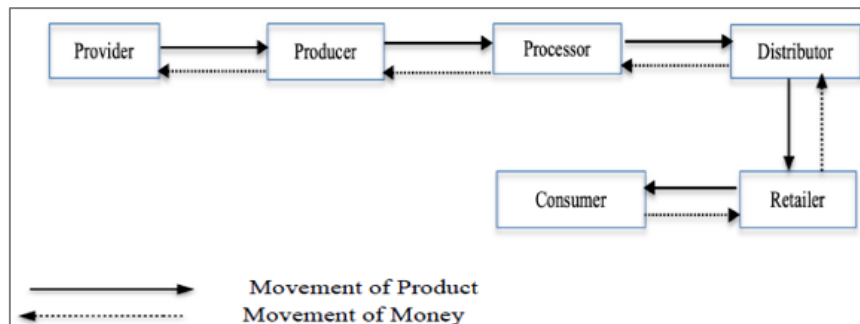 Provider
Producer
Processor
Distributor
Consumer
Retailer
Movement of Product
Movement of Money